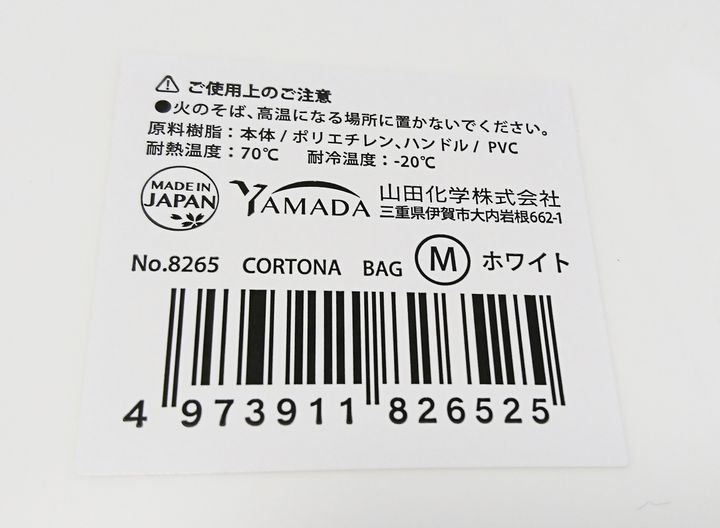 ⚠ ご使用上のご注意
●火のそば、高温になる場所に置かないでください。
原料樹脂：本体 / ポリエチレン、ハンドル / PVC
耐熱温度：70℃ 耐冷温度：-20℃
MADE IN
JAPAN
YAMADA
山田化学株式会社
三重県伊賀市大内岩根662-1
No.8265 CORTONA BAG Ⓜ ホワイト
4 973911 826525